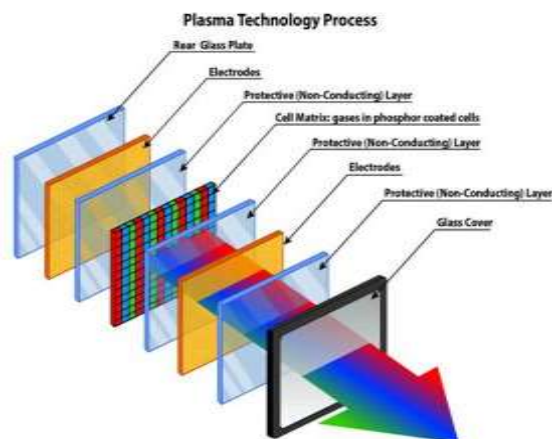 Plasma Technology Process
Rear Glass Plate
Electrodes
Protective (Non-Conducting) Layer
Cell Matrix: gases in phosphor coated cells
Protective (Non-Conducting) Layer
Electrodes
Protective (Non-Conducting) Layer
Glass Cover